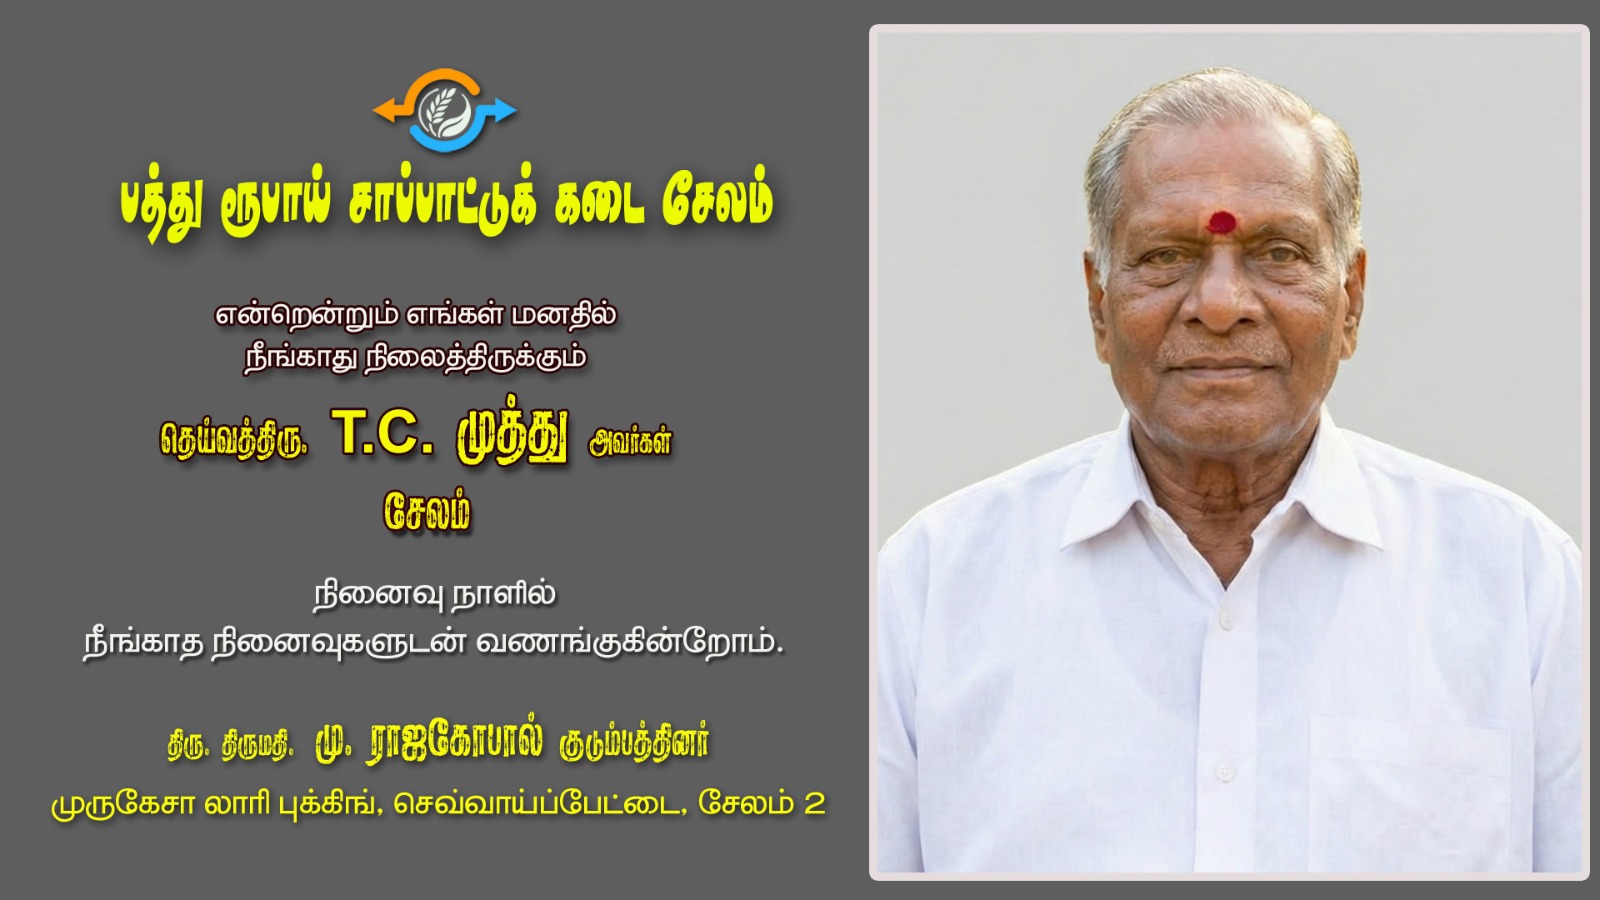 பத்து ரூபாய் சாப்பாட்டுக் கடை சேலம்
என்றென்றும் எங்கள் மனதில்
நீங்காது நிலைத்திருக்கும்
தெய்வத்திரு. T.C. முத்து அவர்கள்
சேலம்
நினைவு நாளில்
நீங்காத நினைவுகளுடன் வணங்குகின்றோம்.
திரு. திருமதி. மு. ராஜகோபால் குடும்பத்தினர்
முருகேசா லாரி புக்கிங், செவ்வாய்ப்பேட்டை, சேலம் 2